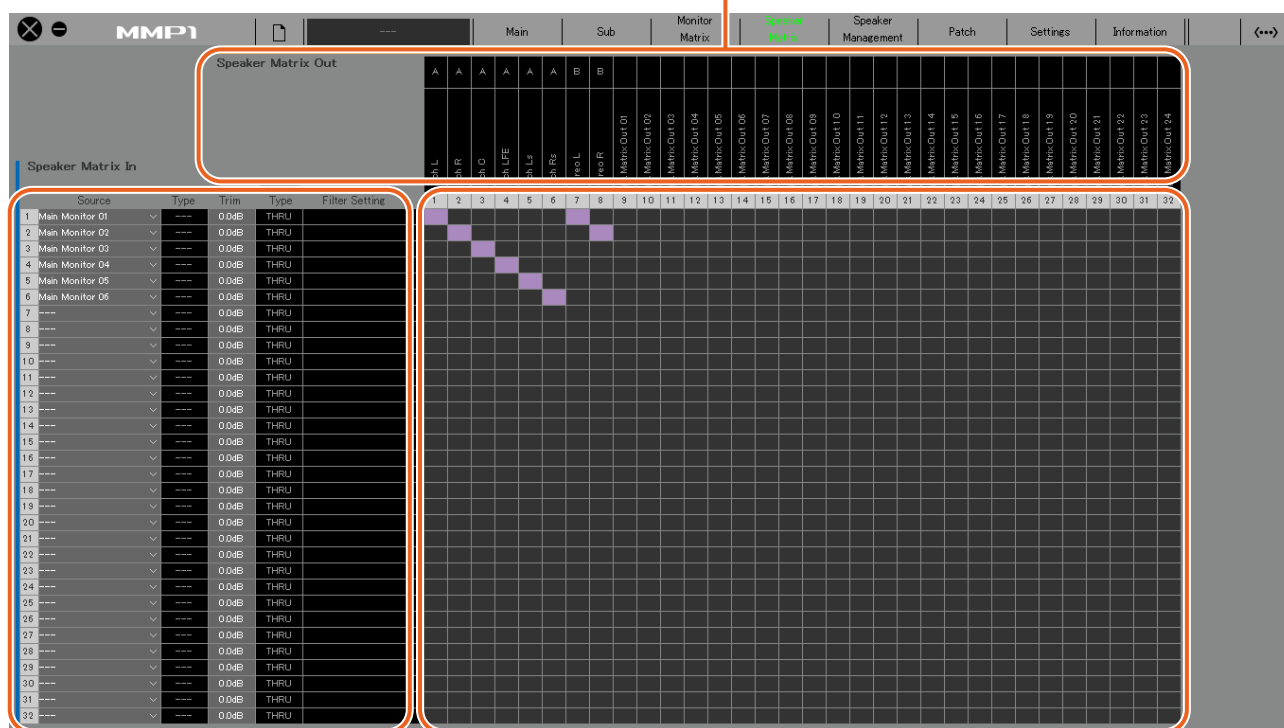 MMP1 --- Main Sub Monitor Matrix Speaker Matrix Speaker Management Patch Settings Information
Speaker Matrix Out
A A A A A A B B
ch L
ch R
ch C
ch LFE
ch Ls
ch Rs
reo L
reo R
Matrix Out 01
Matrix Out 02
Matrix Out 03
Matrix Out 04
Matrix Out 05
Matrix Out 06
Matrix Out 07
Matrix Out 08
Matrix Out 09
Matrix Out 10
Matrix Out 11
Matrix Out 12
Matrix Out 13
Matrix Out 14
Matrix Out 15
Matrix Out 16
Matrix Out 17
Matrix Out 18
Matrix Out 19
Matrix Out 20
Matrix Out 21
Matrix Out 22
Matrix Out 23
Matrix Out 24
Speaker Matrix In
Source Type Trim Type Filter Setting 1 2 3 4 5 6 7 8 9 10 11 12 13 14 15 16 17 18 19 20 21 22 23 24 25 26 27 28 29 30 31 32
1 Main Monitor 01 --- 0.0dB THRU
2 Main Monitor 02 --- 0.0dB THRU
3 Main Monitor 03 --- 0.0dB THRU
4 Main Monitor 04 --- 0.0dB THRU
5 Main Monitor 05 --- 0.0dB THRU
6 Main Monitor 06 --- 0.0dB THRU
7 --- --- 0.0dB THRU
8 --- --- 0.0dB THRU
9 --- --- 0.0dB THRU
10 --- --- 0.0dB THRU
11 --- --- 0.0dB THRU
12 --- --- 0.0dB THRU
13 --- --- 0.0dB THRU
14 --- --- 0.0dB THRU
15 --- --- 0.0dB THRU
16 --- --- 0.0dB THRU
17 --- --- 0.0dB THRU
18 --- --- 0.0dB THRU
19 --- --- 0.0dB THRU
20 --- --- 0.0dB THRU
21 --- --- 0.0dB THRU
22 --- --- 0.0dB THRU
23 --- --- 0.0dB THRU
24 --- --- 0.0dB THRU
25 --- --- 0.0dB THRU
26 --- --- 0.0dB THRU
27 --- --- 0.0dB THRU
28 --- --- 0.0dB THRU
29 --- --- 0.0dB THRU
30 --- --- 0.0dB THRU
31 --- --- 0.0dB THRU
32 --- --- 0.0dB THRU